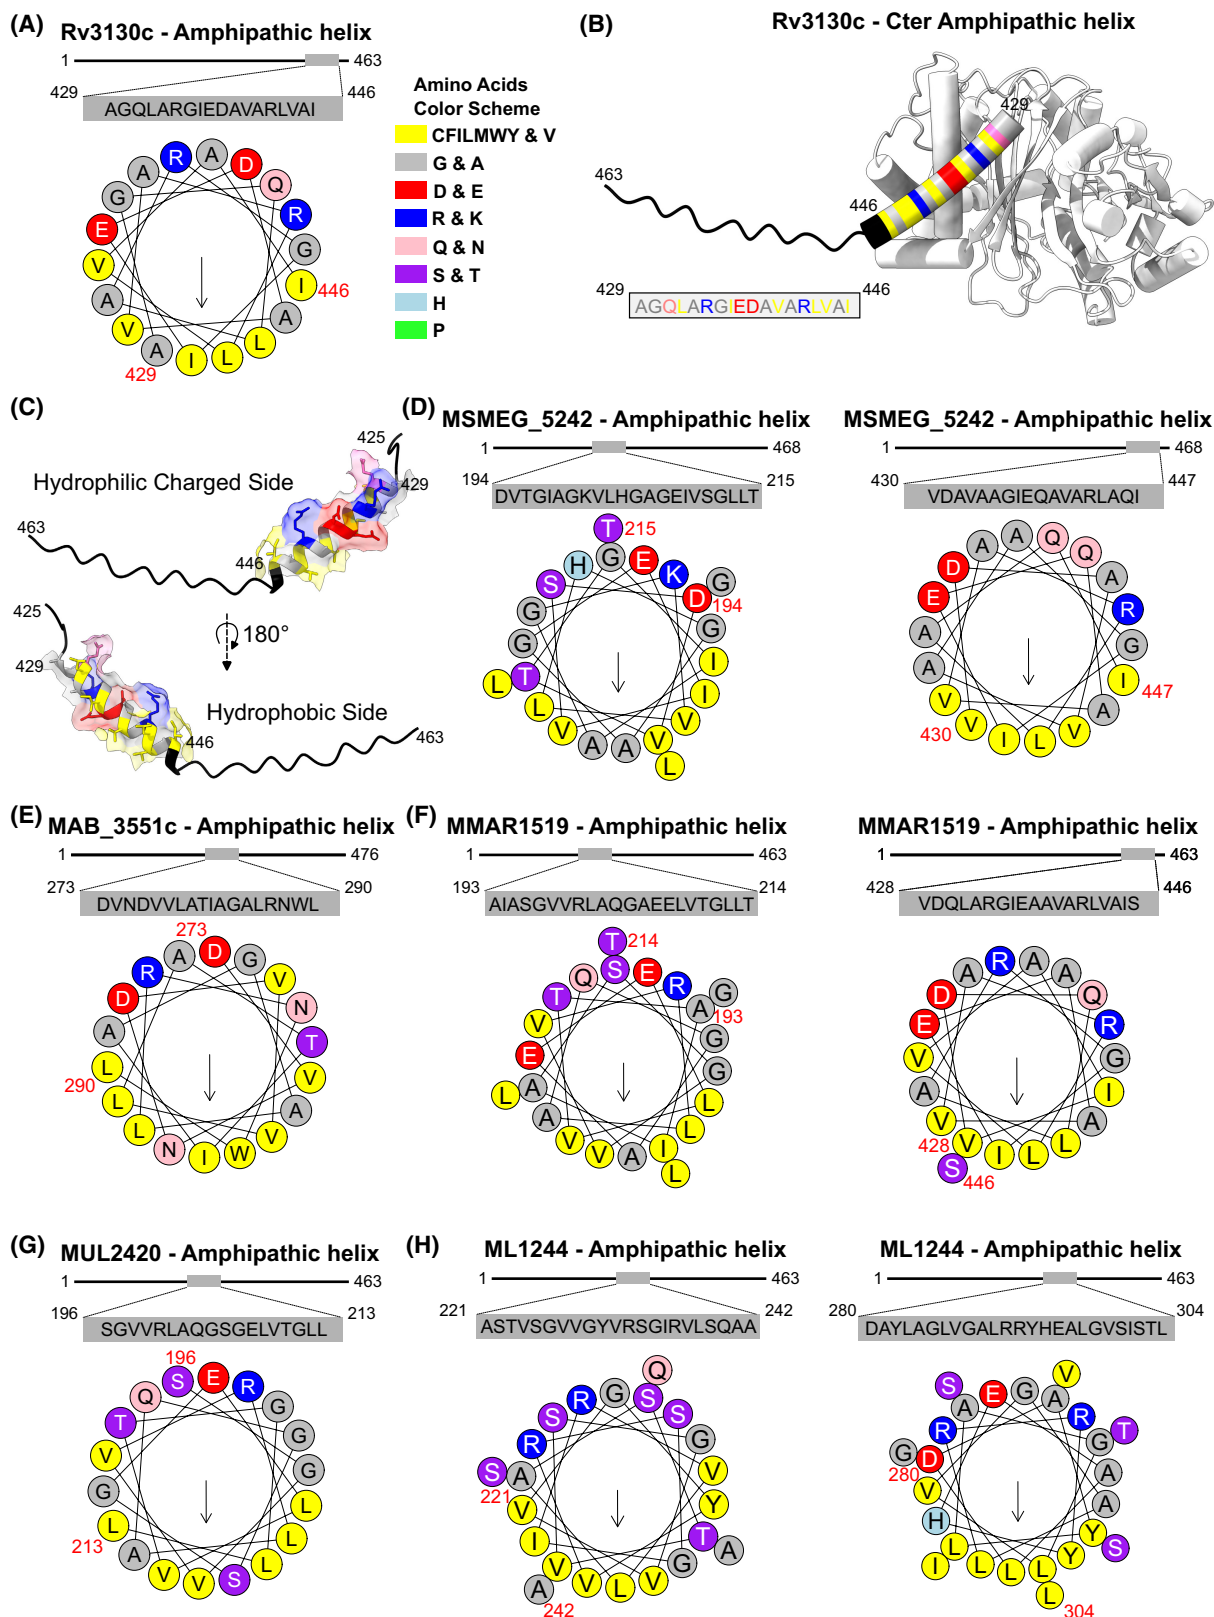 (A)
Rv3130c - Amphipathic helix
1 463
429 446
AGQLARGIEDAVARLVAI
R A D Q R G I A L L I A V A V E G A
446
429
Amino Acids
Color Scheme
CFILMWY & V
G & A
D & E
R & K
Q & N
S & T
H
P
(B)
Rv3130c - Cter Amphipathic helix
429
463
446
429 446
AGQLARGIEDAVARLVAI
(C)
425
Hydrophilic Charged Side
429
463
446
425
180°
429
Hydrophobic Side
446
463
(D)
MSMEG_5242 - Amphipathic helix
1 468
194 215
DVTGIAGKVLHGAGEIVSGLLT
T 215
G E K D G G I I V V L A A V L T L G G S H
194
MSMEG_5242 - Amphipathic helix
1 468
430 447
VDAVAAGIEQAVARLAQI
A A Q Q A R G I A V L I V V A A E D
447
430
(E)
MAB_3551c - Amphipathic helix
1 476
273 290
DVNDVVLATIAGALRNWL
273
A D G V N T V A V W I N L L L A D R
290
(F)
MMAR1519 - Amphipathic helix
1 463
193 214
AIASGVVRLAQGAEELVTGLLT
T 214
S E R A G G G L L I L A V V A A L E V T Q
193
MMAR1519 - Amphipathic helix
1 463
428 446
VDQLARGIEAAVARLVAIS
A R A A Q R G I A L L I V S V A V E D
428
446
(G)
MUL2420 - Amphipathic helix
1 463
196 213
SGVVRLAQGSGELVTGLL
196
S E R G G G L L L S V V A L G V T Q
213
(H)
ML1244 - Amphipathic helix
1 463
221 242
ASTVSGVVGYVRSGIRVLSQAA
Q
R G S S G V Y T A G V L V V A I V A S R S
221
242
ML1244 - Amphipathic helix
1 463
280 304
DAYLAGLVGALRRYHEALGVSISTL
S A E G A V R G T A A Y S Y L L L L L I H V D G R
280
304